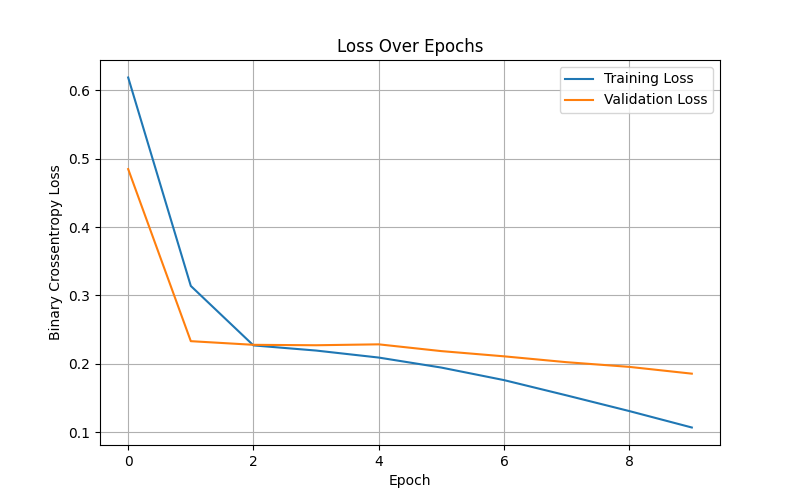 Loss Over Epochs
Training Loss
Validation Loss
Binary Crossentropy Loss
0.6
0.5
0.4
0.3
0.2
0.1
0 2 4 6 8
Epoch